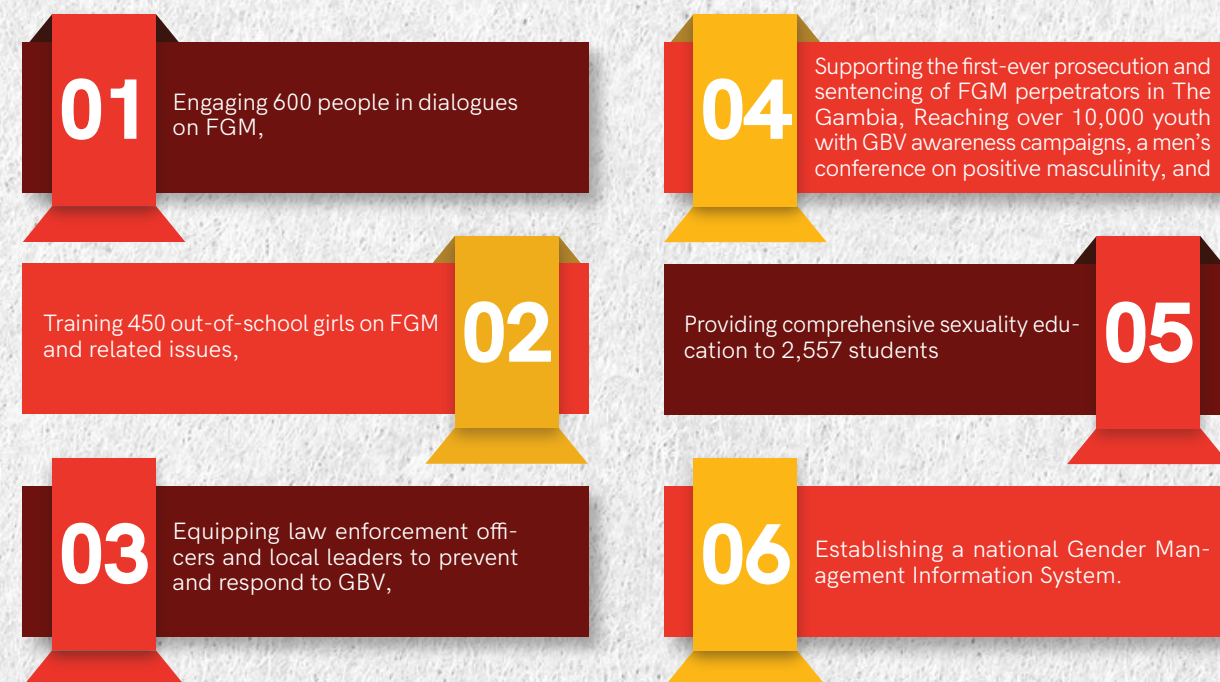 01
Engaging 600 people in dialogues
on FGM,
02
Training 450 out-of-school girls on FGM
and related issues,
03
Equipping law enforcement offi-
cers and local leaders to prevent
and respond to GBV,
04
Supporting the first-ever prosecution and
sentencing of FGM perpetrators in The
Gambia, Reaching over 10,000 youth
with GBV awareness campaigns, a men’s
conference on positive masculinity, and
05
Providing comprehensive sexuality edu-
cation to 2,557 students
06
Establishing a national Gender Man-
agement Information System.